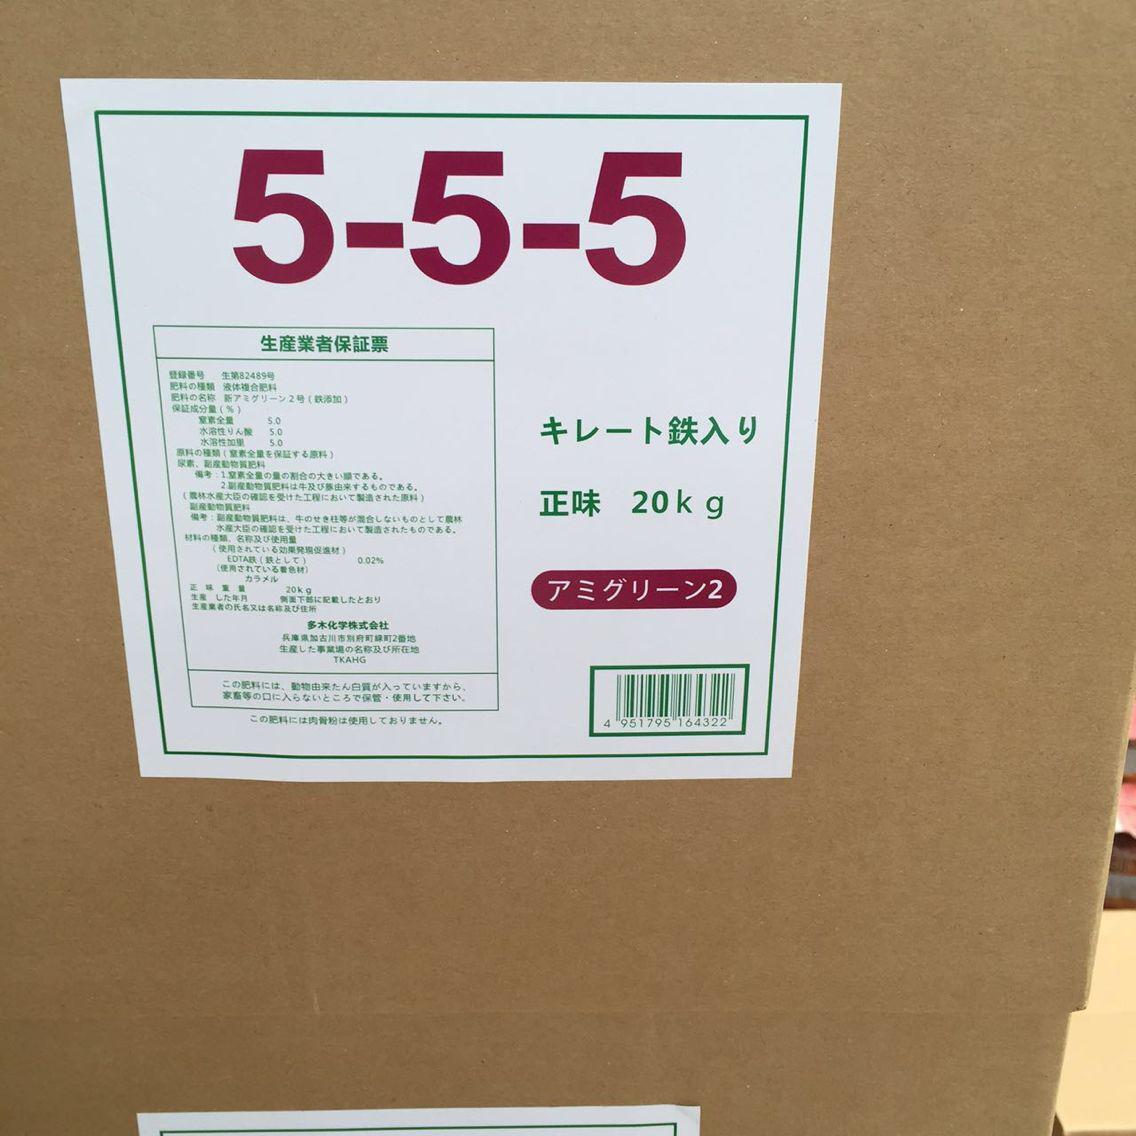 5-5-5
生産業者保証票
登録番号 生第82489号
肥料の種類 液体複合肥料
肥料の名称 新アミグリーン2号(鉄添加)
保証成分量(%)
窒素全量 5.0
水溶性りん酸 5.0
水溶性加里 5.0
原料の種類(窒素全量を保証する原料)
尿素、副産動物質肥料
備考:1.窒素全量の量の割合の大きい順である。
2.副産動物質肥料は牛及び豚由来するものである。
(農林水産大臣の確認を受けた工程において製造された原料)
副産動物質肥料
備考:副産動物質肥料は、牛のせき柱等が混合しないものとして農林
水産大臣の確認を受けた工程において製造されたものである。
材料の種類、名称及び使用量
(使用されている効果発現促進材)
EDTA鉄(鉄として) 0.02%
(使用されている着色材)
カラメル
正味重量 20kg
生産した年月 側面下部に記載したとおり
生産業者の氏名又は名称及び住所
多木化学株式会社
兵庫県加古川市別府町緑町2番地
生産した事業場の名称及び所在地
TKAHG
この肥料には、動物由来たん白質が入っていますから、
家畜等の口に入らないところで保管・使用して下さい。
この肥料には肉骨粉は使用しておりません。
キレート鉄入り
正味 20kg
アミグリーン2
4 951795 164322